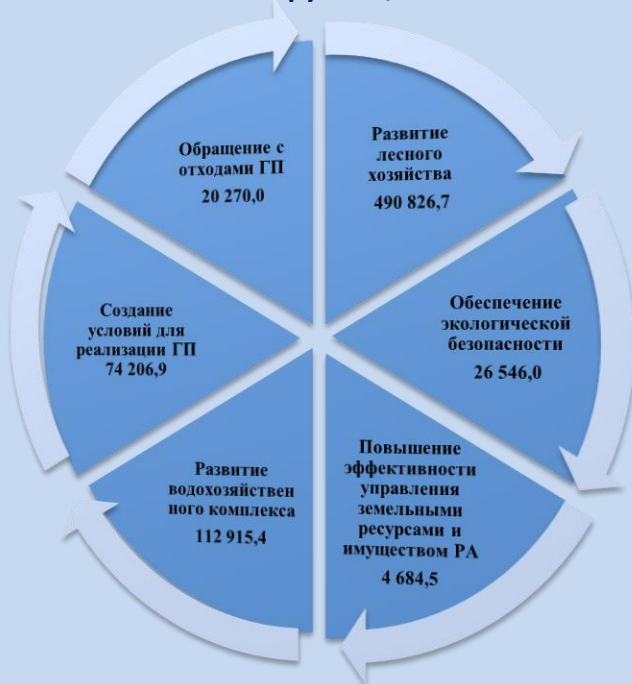 Развитие
лесного
хозяйства
490 826,7
Обеспечение
экологической
безопасности
26 546,0
Повышение
эффективности
управления
земельными
ресурсами и
имуществом РА
4 684,5
Развитие
водохозяйствен
ного комплекса
112 915,4
Создание
условий для
реализации ГП
74 206,9
Обращение с
отходами ГП
20 270,0